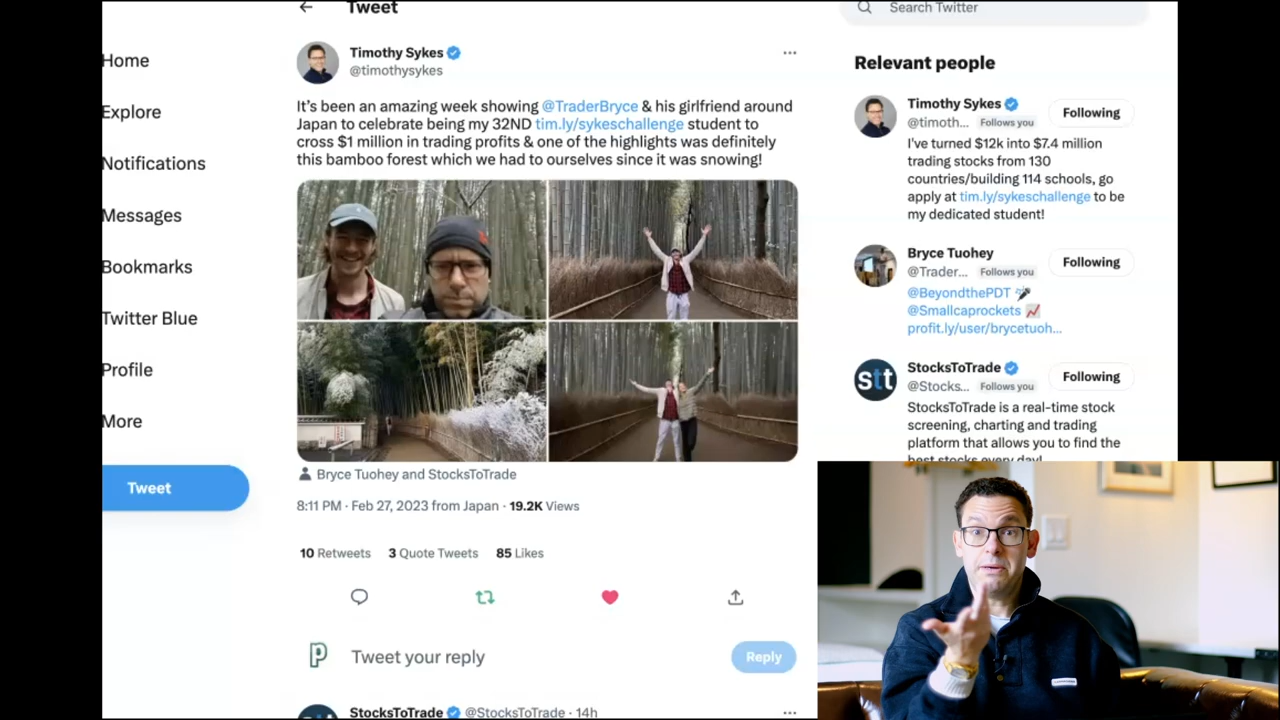 Tweet
Search Twitter
Home
Explore
Notifications
Messages
Bookmarks
Twitter Blue
Profile
More
Tweet
Timothy Sykes
@timothysykes
It's been an amazing week showing @TraderBryce & his girlfriend around
Japan to celebrate being my 32ND tim.ly/sykeschallenge student to
cross $1 million in trading profits & one of the highlights was definitely
this bamboo forest which we had to ourselves since it was snowing!
Bryce Tuohey and StocksToTrade
8:11 PM · Feb 27, 2023 from Japan · 19.2K Views
10 Retweets 3 Quote Tweets 85 Likes
Tweet your reply
Reply
StocksToTrade @StocksToTrade · 14h
Relevant people
Timothy Sykes
@timoth... Follows you
Following
I've turned $12k into $7.4 million
trading stocks from 130
countries/building 114 schools, go
apply at tim.ly/sykeschallenge to be
my dedicated student!
Bryce Tuohey
@Trader... Follows you
Following
@BeyondthePDT
@Smallcaprockets
profit.ly/user/brycetuoh...
stt
StocksToTrade
@Stocks... Follows you
Following
StocksToTrade is a real-time stock
screening, charting and trading
platform that allows you to find the
best stocks every day!